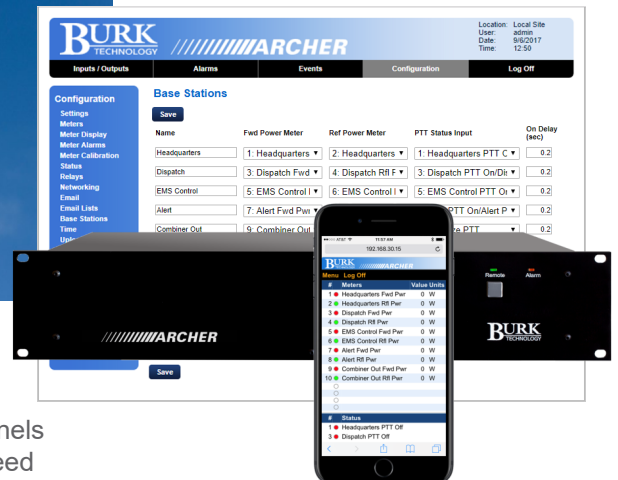 BURK
TECHNOLOGY
ARCHER
Location: Local Site
User: admin
Date: 9/6/2017
Time: 12:50
Inputs / Outputs Alarms Events Configuration Log Off
Configuration
Settings
Meters
Meter Display
Meter Alarms
Meter Calibration
Status
Relays
Networking
Email
Email Lists
Base Stations
Time
Base Stations
Save
Name Fwd Power Meter Ref Power Meter PTT Status Input On Delay (sec)
Headquarters 1: Headquarters 2: Headquarters 1: Headquarters PTT C 0.2
Dispatch 3: Dispatch Fwd 4: Dispatch Rfl F 3: Dispatch PTT On/Dis 0.2
EMS Control 5: EMS Control I 6: EMS Control I 5: EMS Control PTT O 0.2
Alert 7: Alert Fwd Pwr PTT On/Alert P 0.2
Combiner Out 9: Combiner Out PTT 0.2
Save
ARCHER
Remote Alarm
BURK
TECHNOLOGY
AT&T 11:57 AM
192.168.30.15
BURK
TECHNOLOGY
ARCHER
Menu Log Off
# Meters Value Units
1 Headquarters Fwd Pwr 0 W
2 Headquarters Rfl Pwr 0 W
3 Dispatch Fwd Pwr 0 W
4 Dispatch Rfl Pwr 0 W
5 EMS Control Fwd Pwr 0 W
6 EMS Control Rfl Pwr 0 W
7 Alert Fwd Pwr 0 W
8 Alert Rfl Pwr 0 W
9 Combiner Out Fwd Pwr 0 W
10 Combiner Out Rfl Pwr 0 W
# Status
1 Headquarters PTT Off
3 Dispatch PTT Off
nels
eed